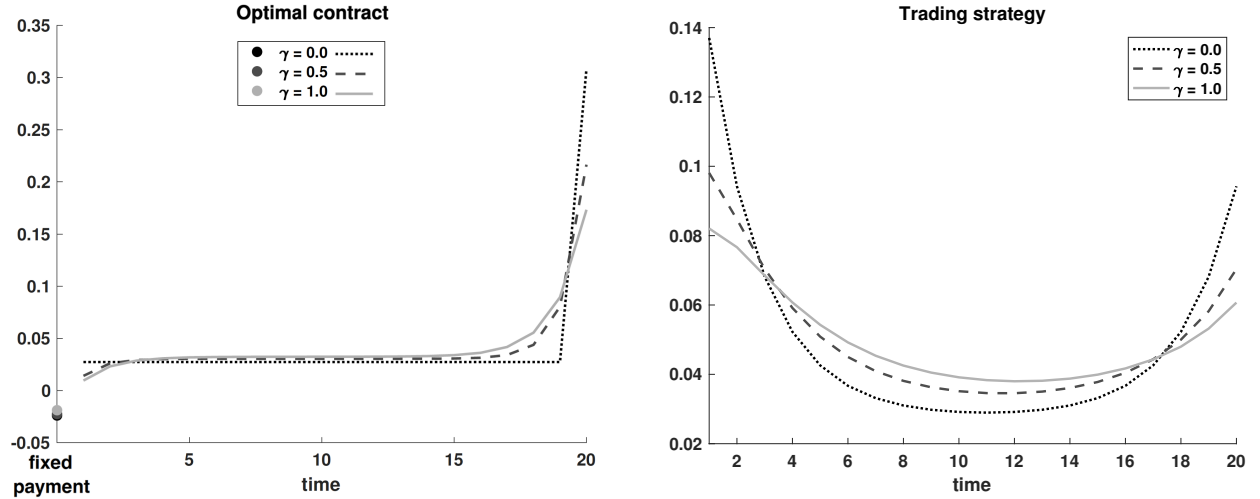 Optimal contract
0.35
0.3
0.25
0.2
0.15
0.1
0.05
0
-0.05
γ = 0.0
γ = 0.5
γ = 1.0
fixed
payment
5
10
15
20
time
Trading strategy
0.14
0.12
0.1
0.08
0.06
0.04
0.02
γ = 0.0
γ = 0.5
γ = 1.0
2
4
6
8
10
12
14
16
18
20
time